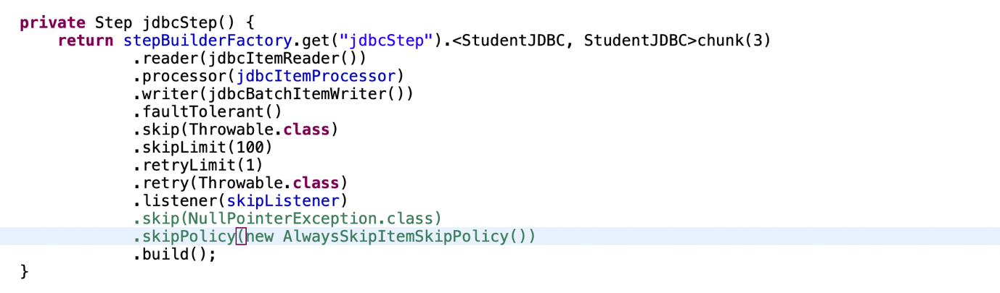 private Step jdbcStep() {
    return stepBuilderFactory.get("jdbcStep").<StudentJDBC, StudentJDBC>chunk(3)
            .reader(jdbcItemReader())
            .processor(jdbcItemProcessor)
            .writer(jdbcBatchItemWriter())
            .faultTolerant()
            .skip(Throwable.class)
            .skipLimit(100)
            .retryLimit(1)
            .retry(Throwable.class)
            .listener(skipListener)
            .skip(NullPointerException.class)
            .skipPolicy(new AlwaysSkipItemSkipPolicy())
            .build();
}